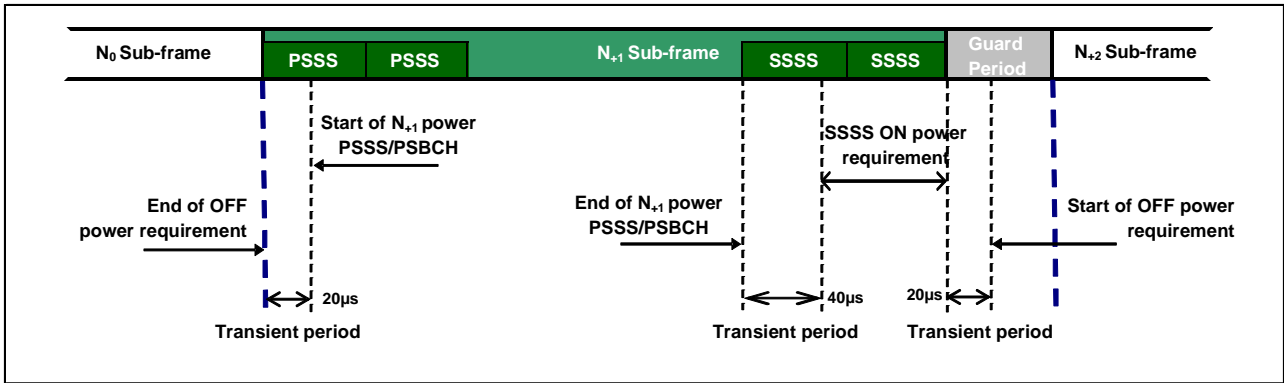 N₀ Sub-frame
PSSS
PSSS
N₊₁ Sub-frame
SSSS
SSSS
Guard
Period
N₊₂ Sub-frame
Start of N₊₁ power
PSSS/PSBCH
SSSS ON power
requirement
End of OFF
power requirement
End of N₊₁ power
PSSS/PSBCH
Start of OFF power
requirement
20µs
40µs
20µs
Transient period
Transient period
Transient period